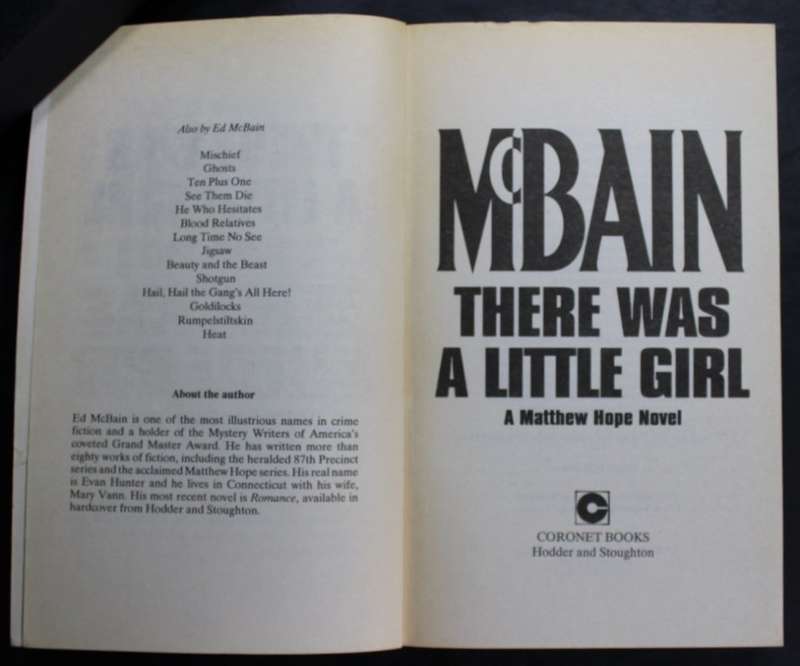 Also by Ed McBain
Mischief
Ghosts
Ten Plus One
See Them Die
He Who Hesitates
Blood Relatives
Long Time No See
Jigsaw
Beauty and the Beast
Shotgun
Hail, Hail the Gang's All Here!
Goldilocks
Rumpelstiltskin
Heat
About the author
Ed McBain is one of the most illustrious names in crime
fiction and a holder of the Mystery Writers of America's
coveted Grand Master Award. He has written more than
eighty works of fiction, including the heralded 87th Precinct
series and the acclaimed Matthew Hope series. His real name
is Evan Hunter and he lives in Connecticut with his wife,
Mary Vann. His most recent novel is Romance, available in
hardcover from Hodder and Stoughton.
McBAIN
THERE WAS
A LITTLE GIRL
A Matthew Hope Novel
C
CORONET BOOKS
Hodder and Stoughton